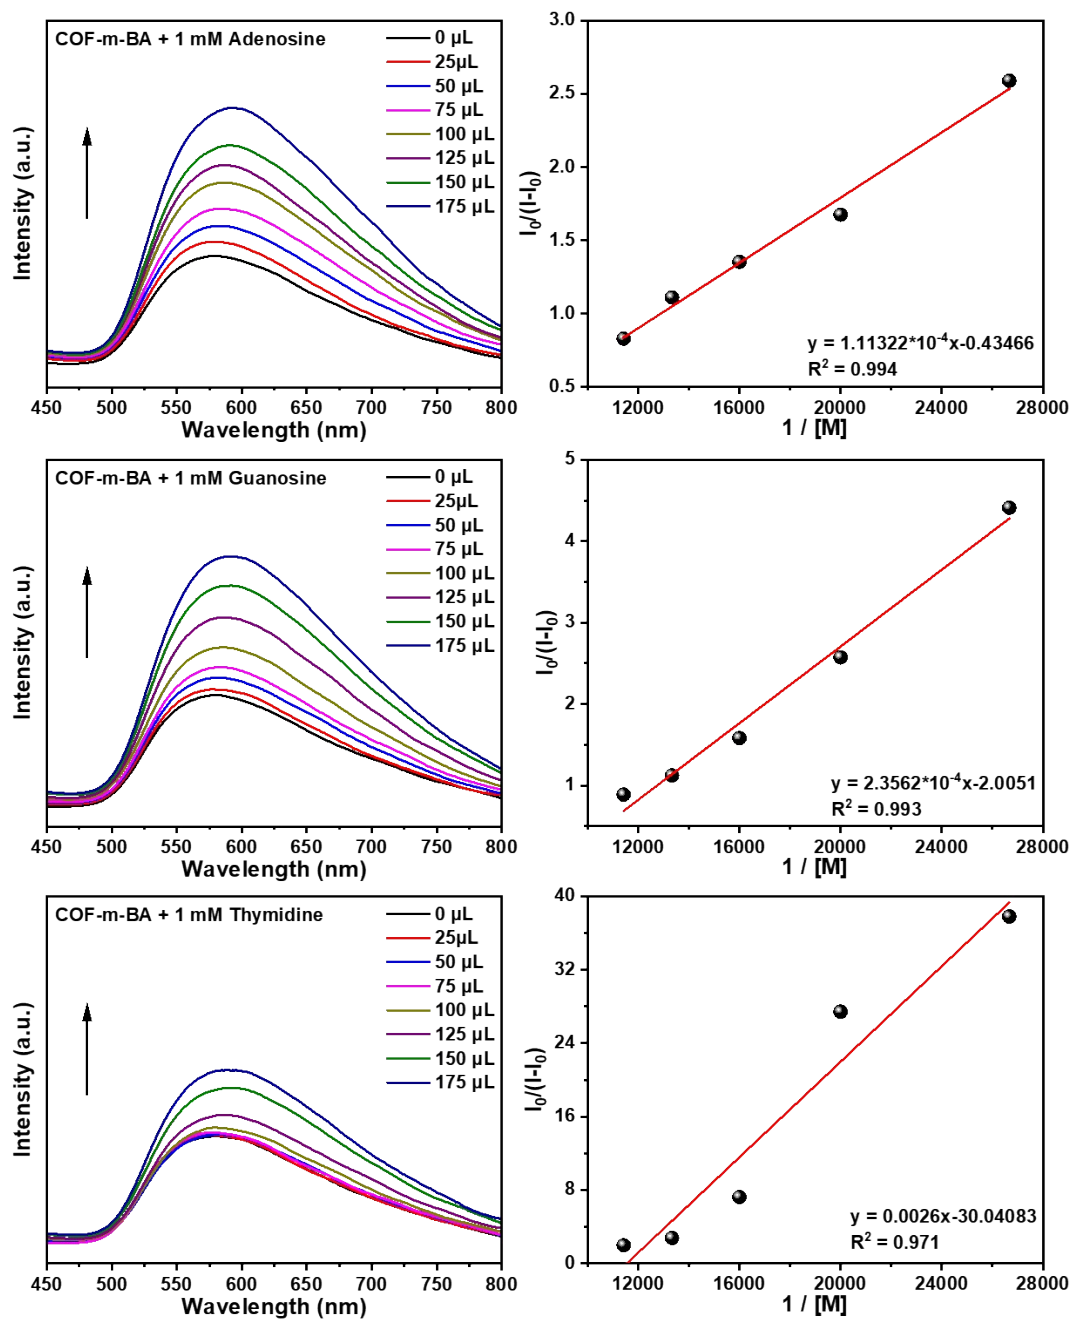 COF-m-BA + 1 mM Adenosine
0 µL
25µL
50 µL
75 µL
100 µL
125 µL
150 µL
175 µL
Intensity (a.u.)
450 500 550 600 650 700 750 800
Wavelength (nm)
3.0
2.5
2.0
1.5
1.0
0.5
I₀/(I-I₀)
y = 1.11322*10⁻⁴x-0.43466
R² = 0.994
12000 16000 20000 24000 28000
1 / [M]
COF-m-BA + 1 mM Guanosine
0 µL
25µL
50 µL
75 µL
100 µL
125 µL
150 µL
175 µL
Intensity (a.u.)
450 500 550 600 650 700 750 800
Wavelength (nm)
5
4
3
2
1
I₀/(I-I₀)
y = 2.3562*10⁻⁴x-2.0051
R² = 0.993
12000 16000 20000 24000 28000
1 / [M]
COF-m-BA + 1 mM Thymidine
0 µL
25µL
50 µL
75 µL
100 µL
125 µL
150 µL
175 µL
Intensity (a.u.)
450 500 550 600 650 700 750 800
Wavelength (nm)
40
32
24
16
8
0
I₀/(I-I₀)
y = 0.0026x-30.04083
R² = 0.971
12000 16000 20000 24000 28000
1 / [M]